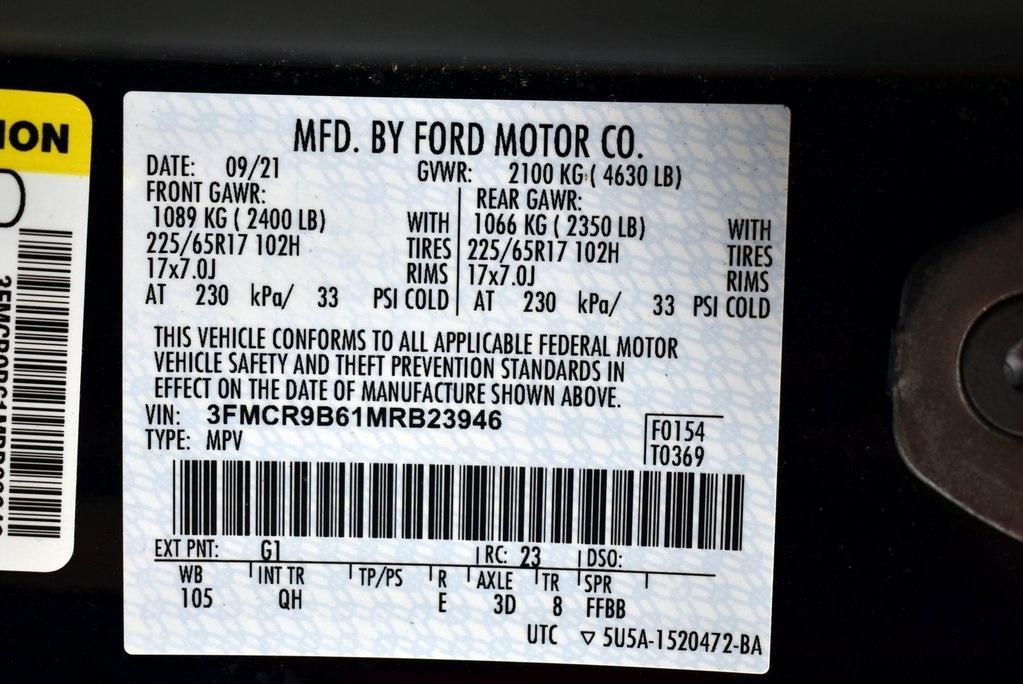 ION
MFD. BY FORD MOTOR CO.
DATE: 09/21 GVWR: 2100 KG ( 4630 LB)
FRONT GAWR:
1089 KG ( 2400 LB) WITH
225/65R17 102H TIRES
17x7.0J RIMS
AT 230 kPa/ 33 PSI COLD
REAR GAWR:
1066 KG ( 2350 LB) WITH
225/65R17 102H TIRES
17x7.0J RIMS
AT 230 kPa/ 33 PSI COLD
THIS VEHICLE CONFORMS TO ALL APPLICABLE FEDERAL MOTOR
VEHICLE SAFETY AND THEFT PREVENTION STANDARDS IN
EFFECT ON THE DATE OF MANUFACTURE SHOWN ABOVE.
VIN: 3FMCR9B61MRB23946
TYPE: MPV
F0154
T0369
EXT PNT: G1 RC: 23 DSO:
WB INT TR TP/PS R AXLE TR SPR
105 QH E 3D 8 FFBB
UTC ▽ 5U5A-1520472-BA